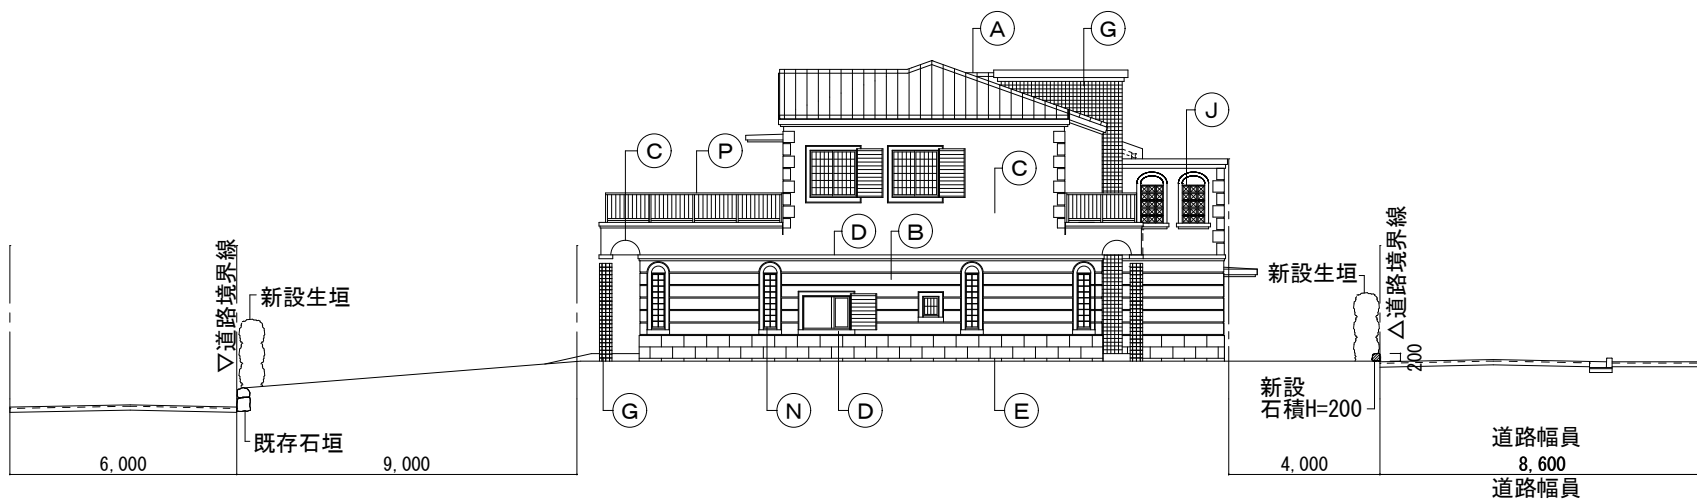 A
G
J
C
P
C
D
B
▽道路境界線
新設生垣
新設生垣
△道路境界線
200
G
N
D
E
新設
石積H=200
既存石垣
道路幅員
6,000
9,000
4,000
8,600
道路幅員